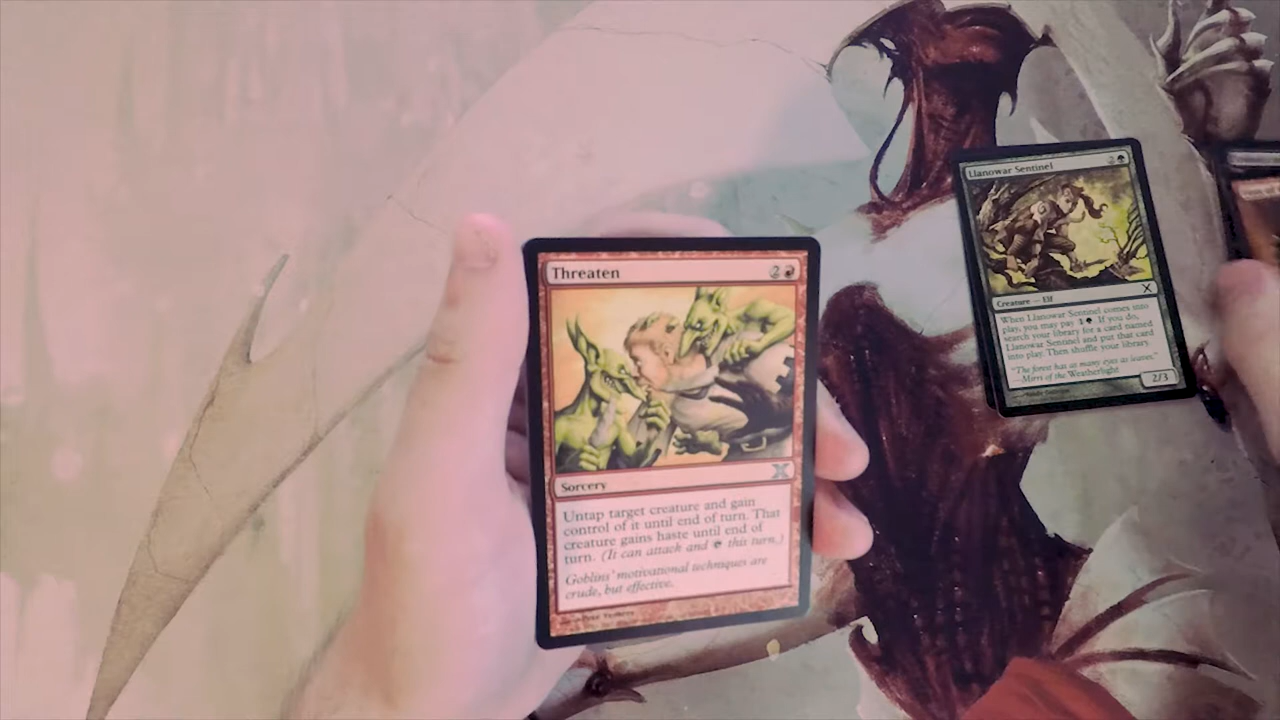 Threaten
2
Sorcery
Untap target creature and gain
control of it until end of turn. That
creature gains haste until end of
turn. (It can attack and this turn.)
Goblins' motivational techniques are
crude, but effective.
Llanowar Sentinel
2
Creature — Elf
When Llanowar Sentinel comes into
play, you may pay . If you do,
search your library for a card named
Llanowar Sentinel and put that card
into play. Then shuffle your library.
"The forest has as many eyes as leaves."
—Mirri of the Weatherlight
2/3